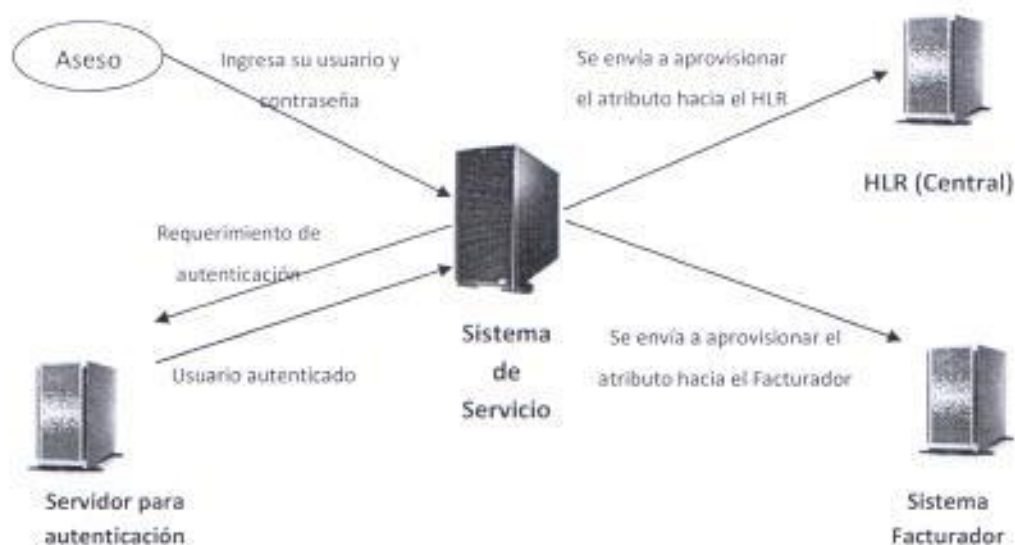 Aseso
Ingresa su usuario y
contraseña
Se envía a aprovisionar
el atributo hacia el HLR
HLR (Central)
Requerimiento de
autenticación
Sistema
de
Servicio
Usuario autenticado
Se envía a aprovisionar el
atributo hacia el Facturador
Servidor para
autenticación
Sistema
Facturador